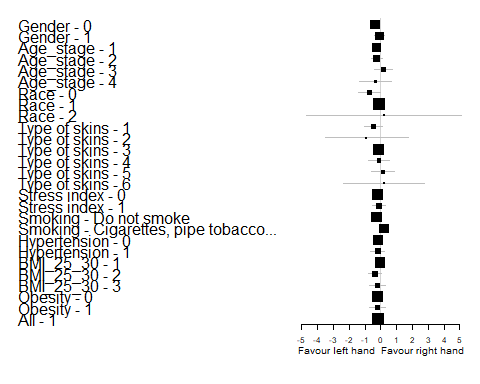 Gender - 0
Gender - 1
Age_stage - 1
Age_stage - 2
Age_stage - 3
Age_stage - 4
Race - 0
Race - 1
Race - 2
Type of skins - 1
Type of skins - 2
Type of skins - 3
Type of skins - 4
Type of skins - 5
Type of skins - 6
Stress index - 0
Stress index - 1
Smoking - Do not smoke
Smoking - Cigarettes, pipe tobacco...
Hypertension - 0
Hypertension - 1
BMI_25_30 - 1
BMI_25_30 - 2
BMI_25_30 - 3
Obesity - 0
Obesity - 1
All - 1
-5 -4 -3 -2 -1 0 1 2 3 4 5
Favour left hand Favour right hand